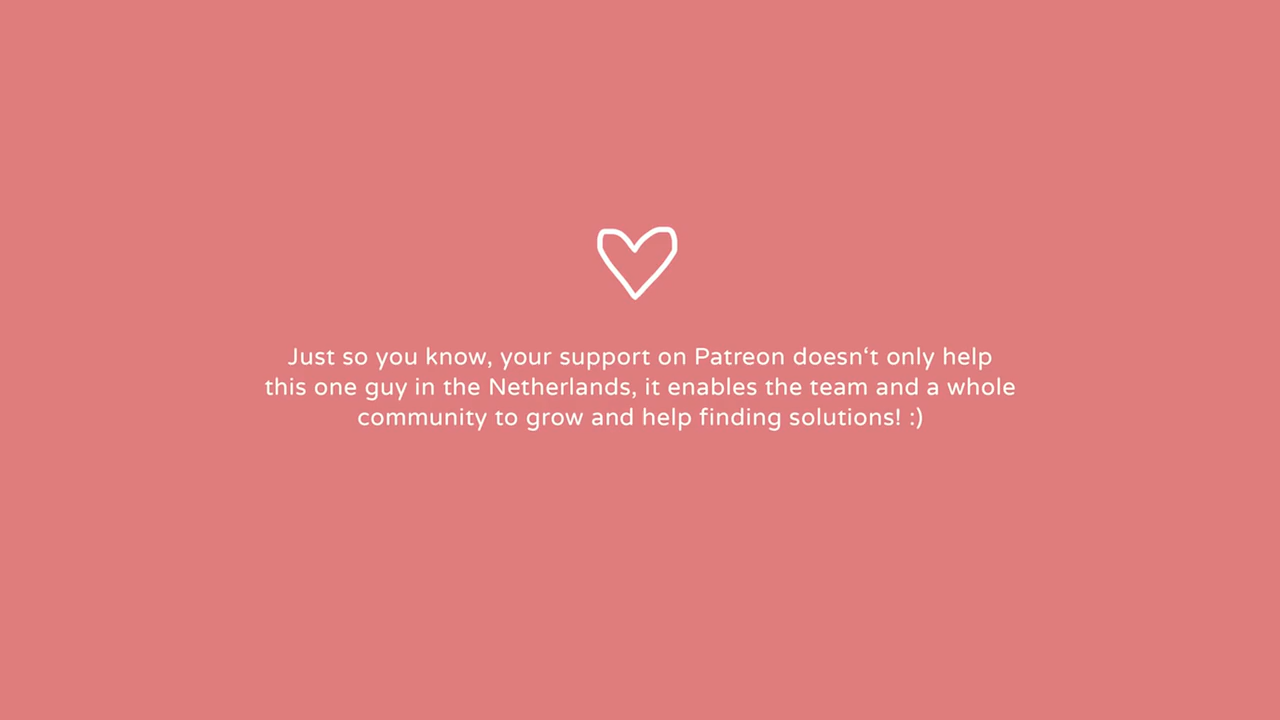 Just so you know, your support on Patreon doesn‘t only help
this one guy in the Netherlands, it enables the team and a whole
community to grow and help finding solutions! :)